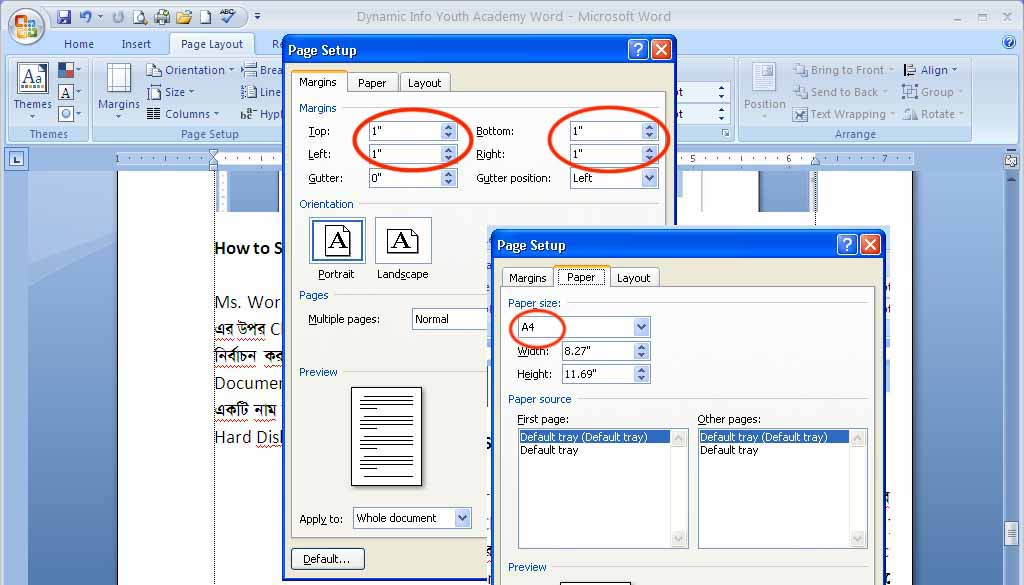 Dynamic Info Youth Academy Word - Microsoft Word
Home Insert Page Layout
Themes
Themes
Margins
Orientation
Size
Columns
Page Setup
Position
Bring to Front
Send to Back
Text Wrapping
Align
Group
Rotate
Arrange
Page Setup
Margins Paper Layout
Margins
Top: 1" Bottom: 1"
Left: 1" Right: 1"
Gutter: 0" Gutter position: Left
Orientation
Portrait Landscape
Pages
Multiple pages: Normal
Preview
Apply to: Whole document
Default...
Page Setup
Margins Paper Layout
Paper size:
A4
Width: 8.27"
Height: 11.69"
Paper source
First page: Other pages:
Default tray (Default tray) Default tray (Default tray)
Default tray Default tray
Preview
1 5 6 7
How to S
Ms. Wor
এর উপর C
নির্বাচন কর
Documen
একটি নাম
Hard Disk